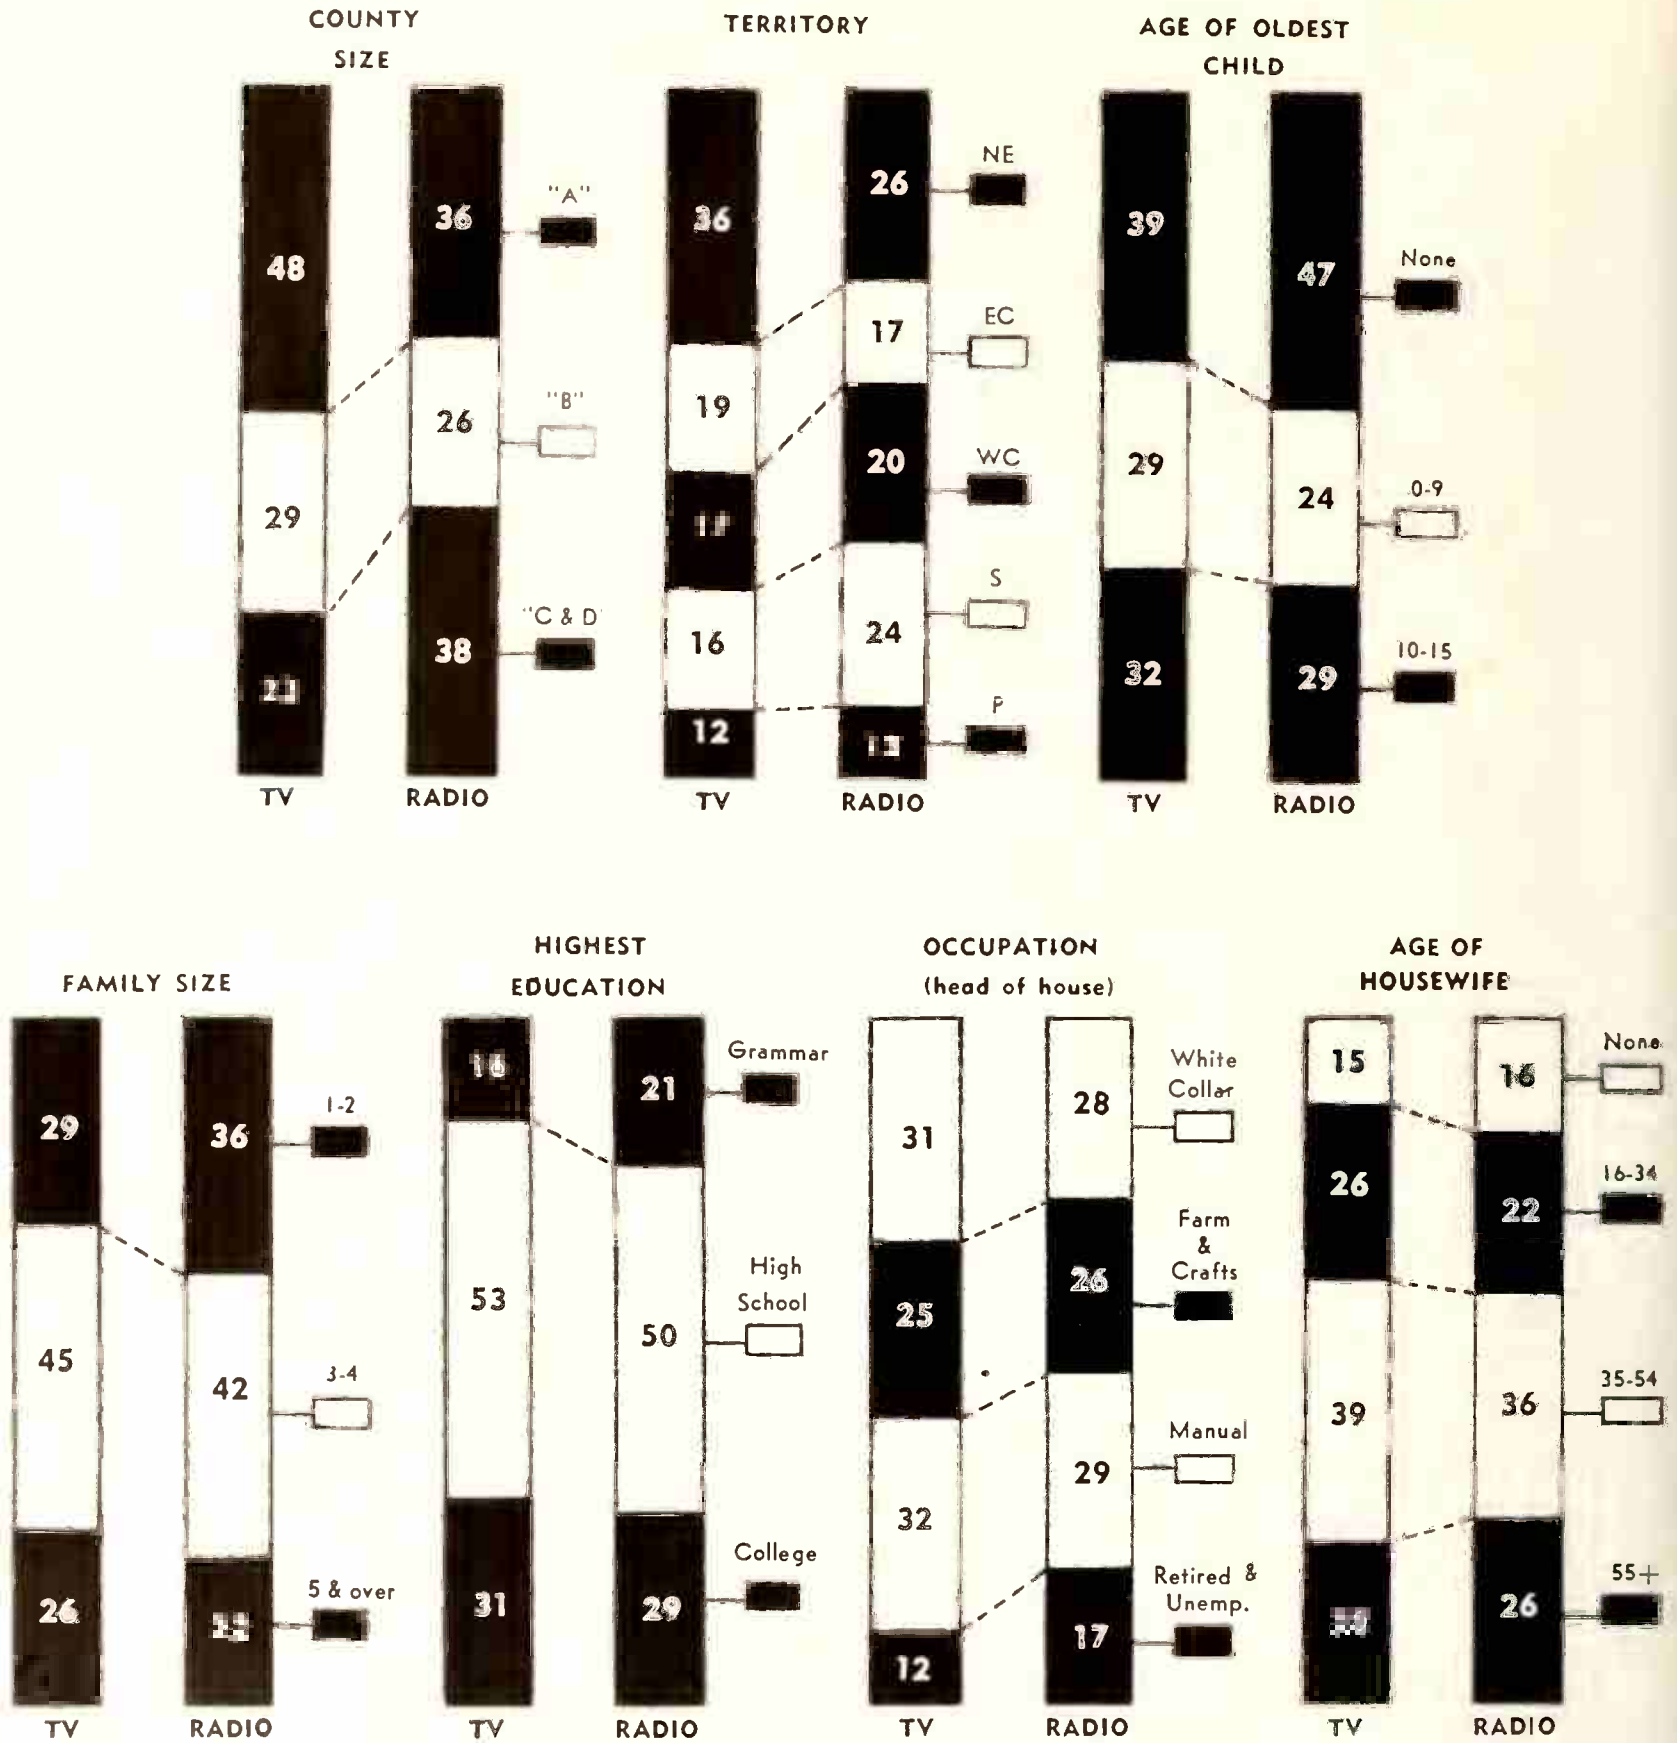 COUNTY
SIZE
48
29
TV
36
26
38
RADIO
"A"
"B"
"C & D
TERRITORY
36
19
16
12
TV
26
17
20
24
RADIO
NE
EC
WC
S
P
AGE OF OLDEST
CHILD
39
29
32
TV
47
24
29
RADIO
None
0-9
10-15
FAMILY SIZE
29
45
26
TV
36
42
RADIO
1-2
3-4
5 & over
HIGHEST
EDUCATION
16
53
31
TV
21
50
29
RADIO
Grammar
High
School
College
OCCUPATION
(head of house)
31
25
32
12
TV
28
26
29
17
RADIO
White
Collar
Farm
&
Crafts
Manual
Retired &
Unemp.
AGE OF
HOUSEWIFE
15
26
39
TV
16
22
36
26
RADIO
None
16-34
35-54
55+